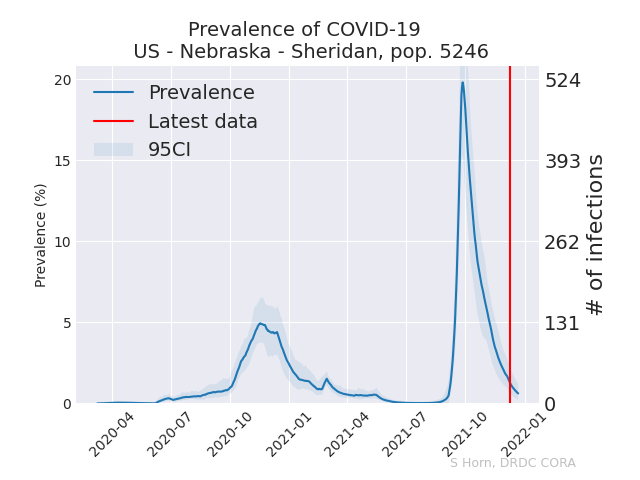 Prevalence of COVID-19
US - Nebraska - Sheridan, pop. 5246
Prevalence
Latest data
95CI
Prevalence (%)
20
15
10
5
0
524
393
262
131
0
# of infections
2020-04
2020-07
2020-10
2021-01
2021-04
2021-07
2021-10
2022-01
S Horn, DRDC CORA